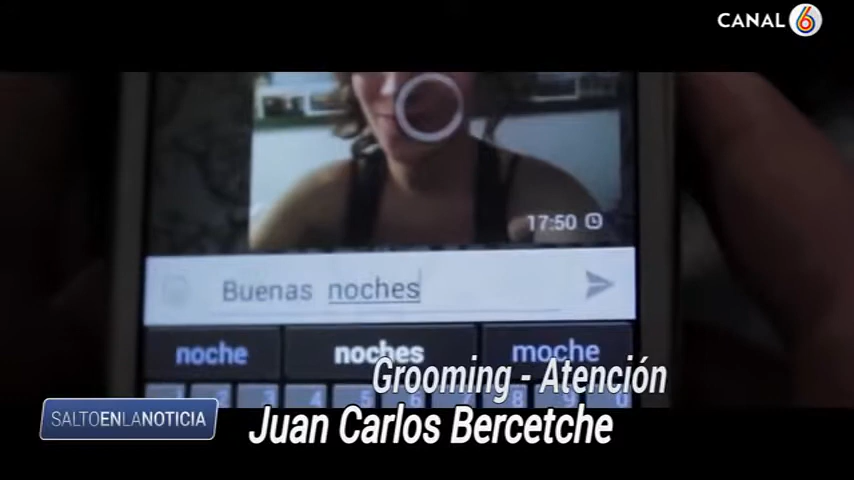 CANAL 6
17:50
Buenas noches
noche noches moche
Grooming - Atención
SALTOENLANOTICIA
Juan Carlos Bercetche